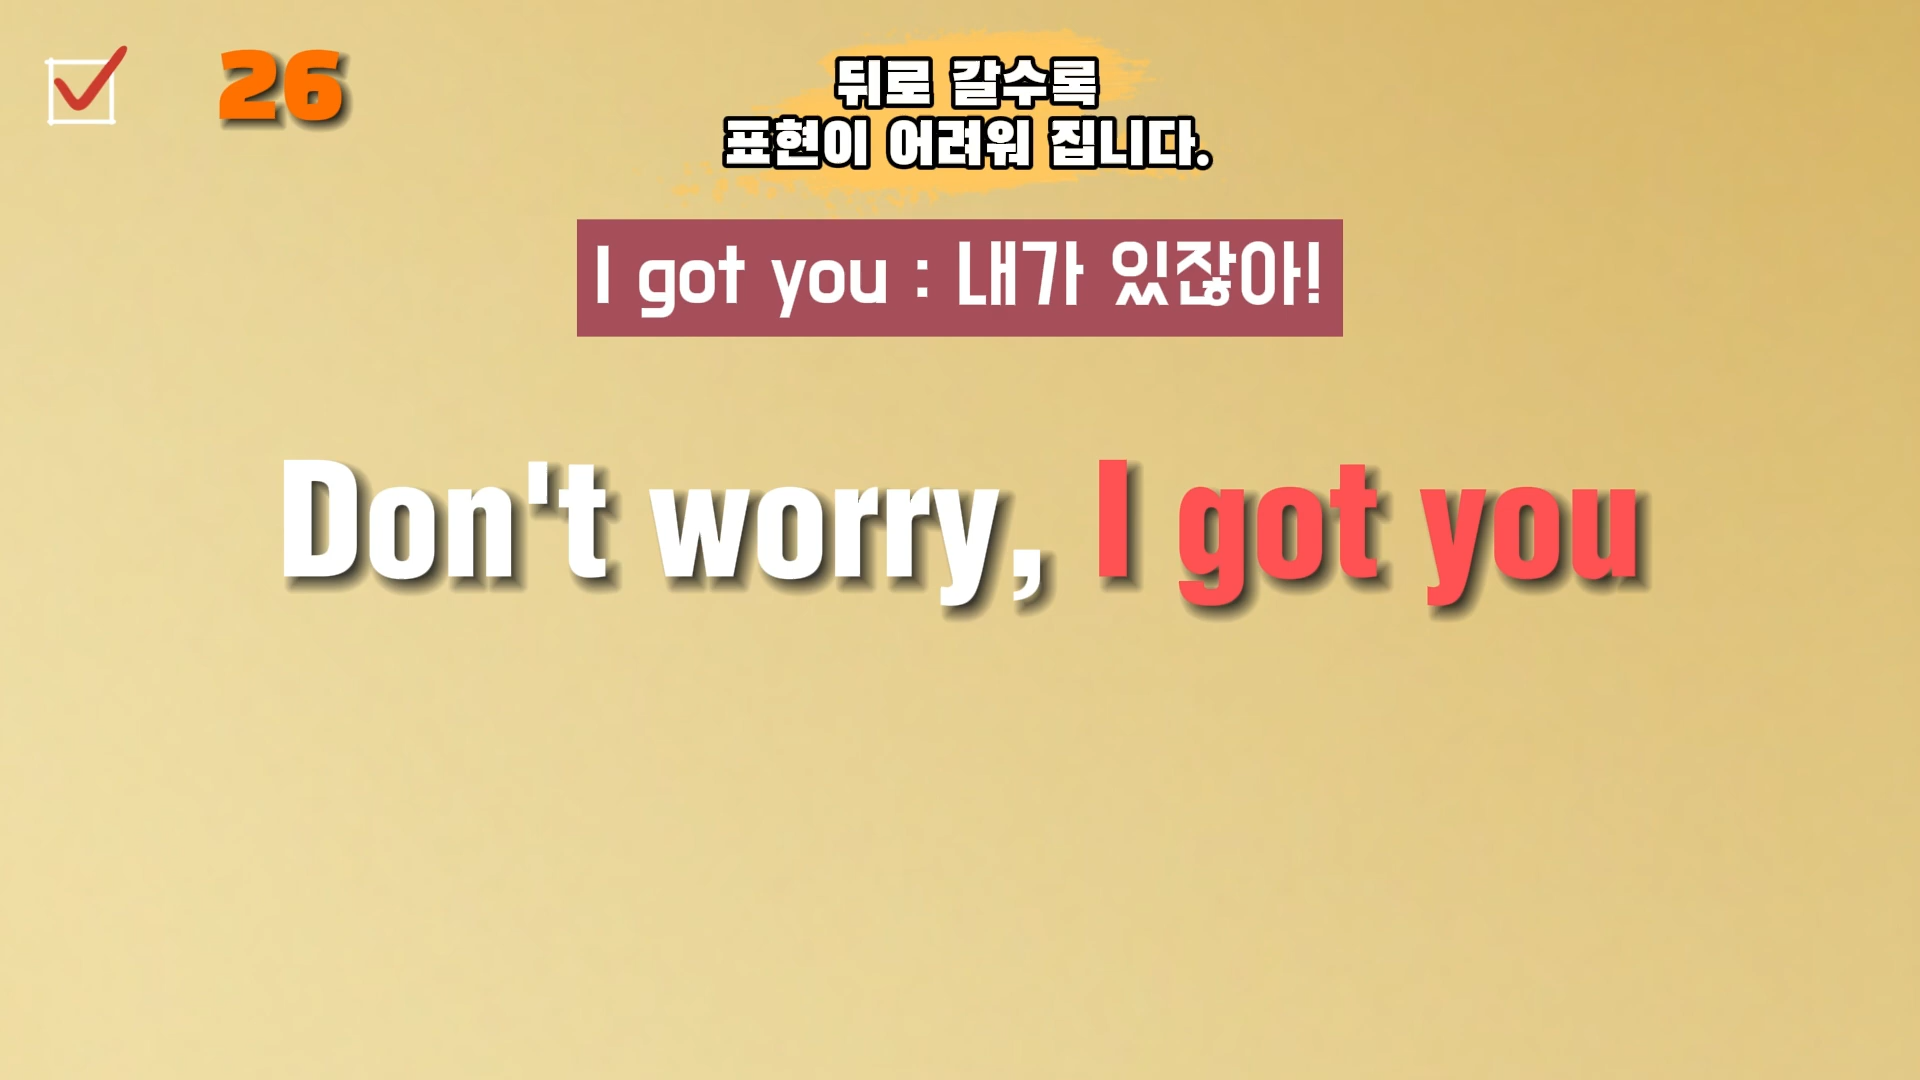 26
뒤로 갈수록
표현이 어려워 집니다.
I got you : 내가 있잖아!
Don't worry, I got you